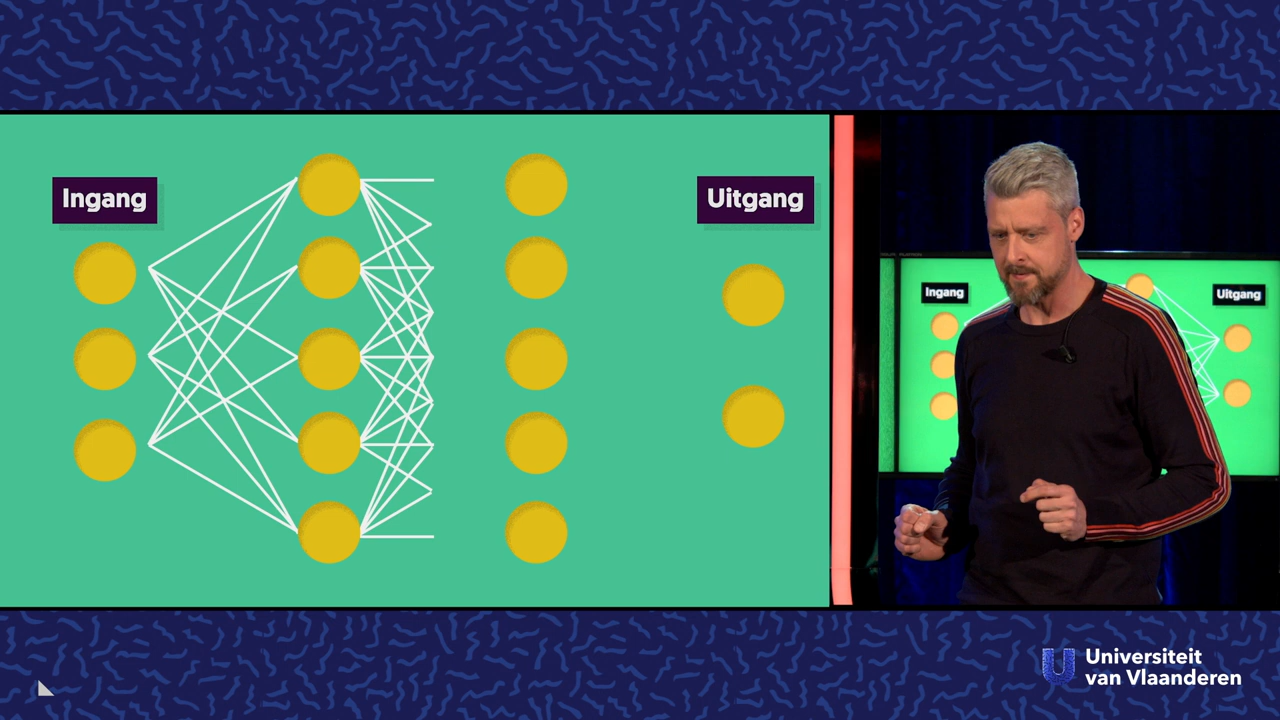 Ingang
Uitgang
Ingang
Uitgang
Universiteit
van Vlaanderen